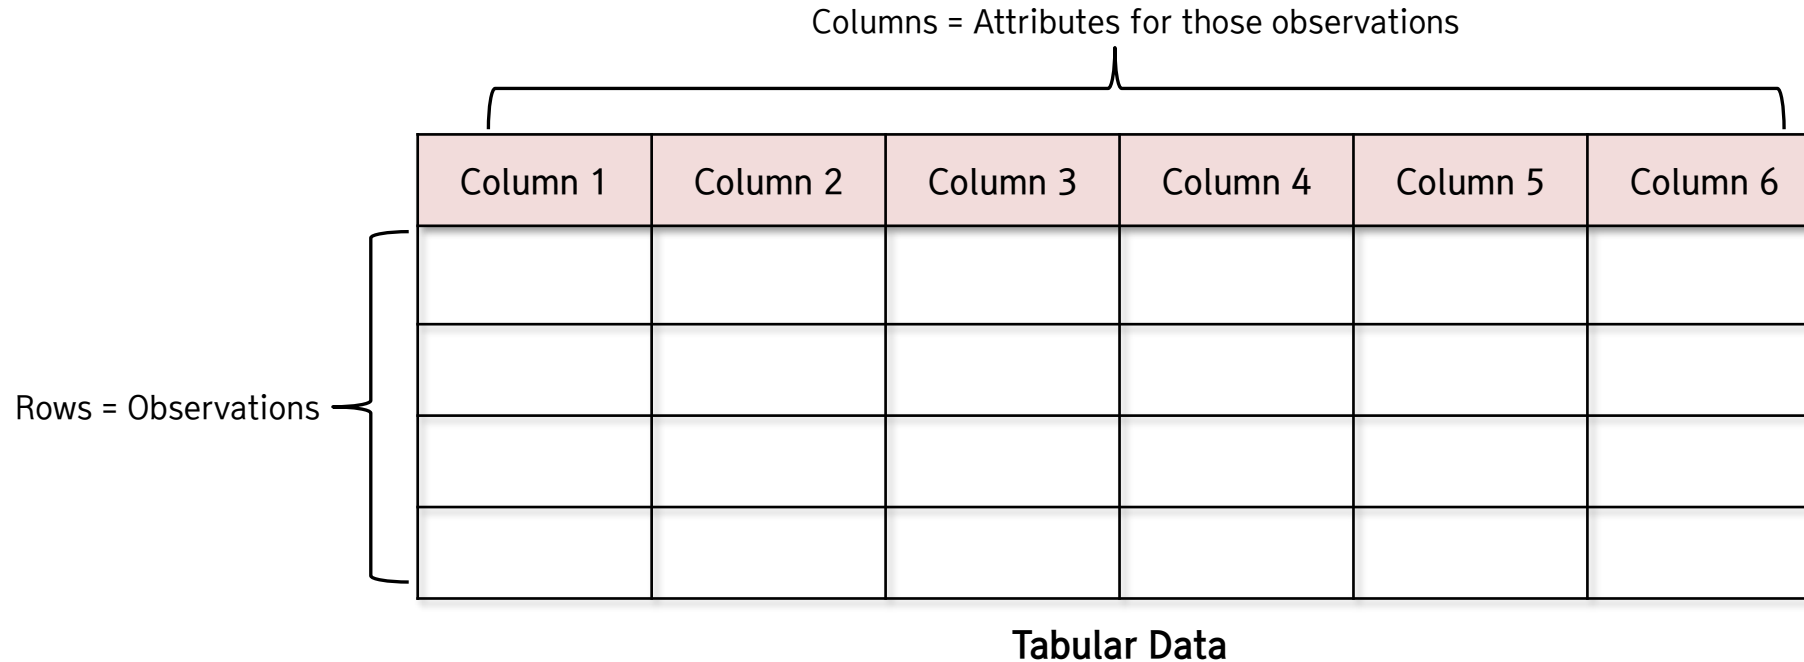 Columns = Attributes for those observations
Column 1 Column 2 Column 3 Column 4 Column 5 Column 6
Rows = Observations
Tabular Data